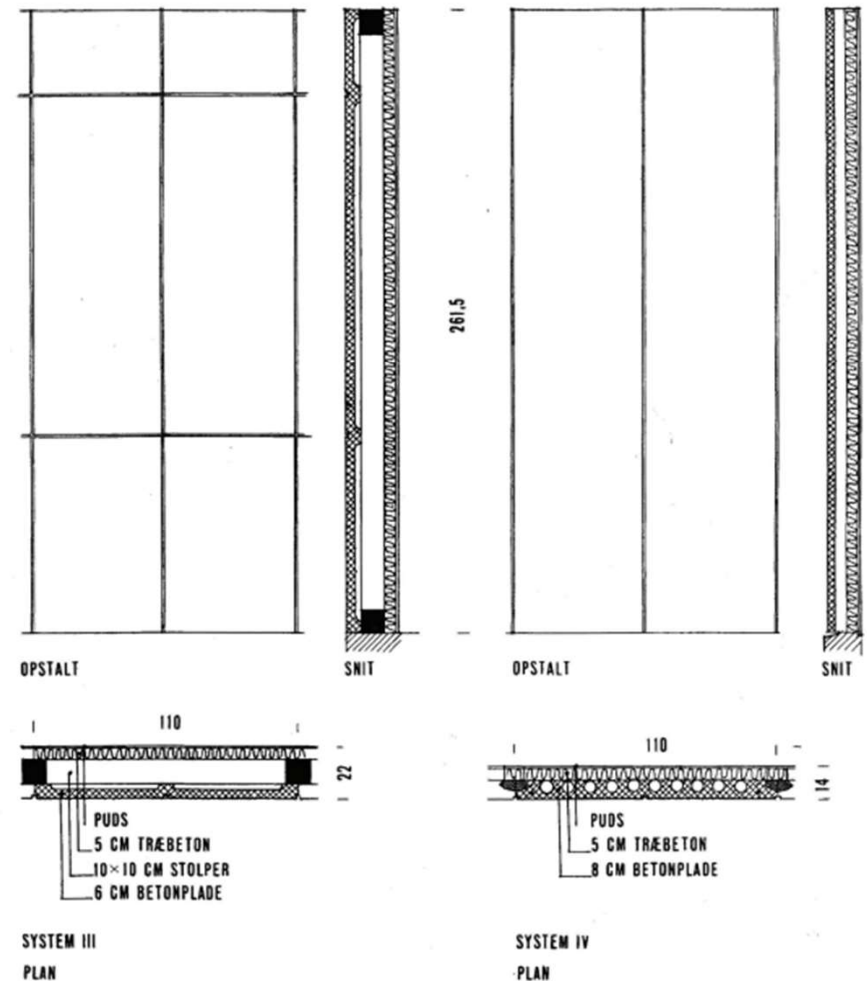 261,5
OPSTALT
SNIT
OPSTALT
SNIT
110
22
PUDS
5 CM TRÆBETON
10×10 CM STOLPER
6 CM BETONPLADE
SYSTEM III
PLAN
110
14
PUDS
5 CM TRÆBETON
8 CM BETONPLADE
SYSTEM IV
PLAN